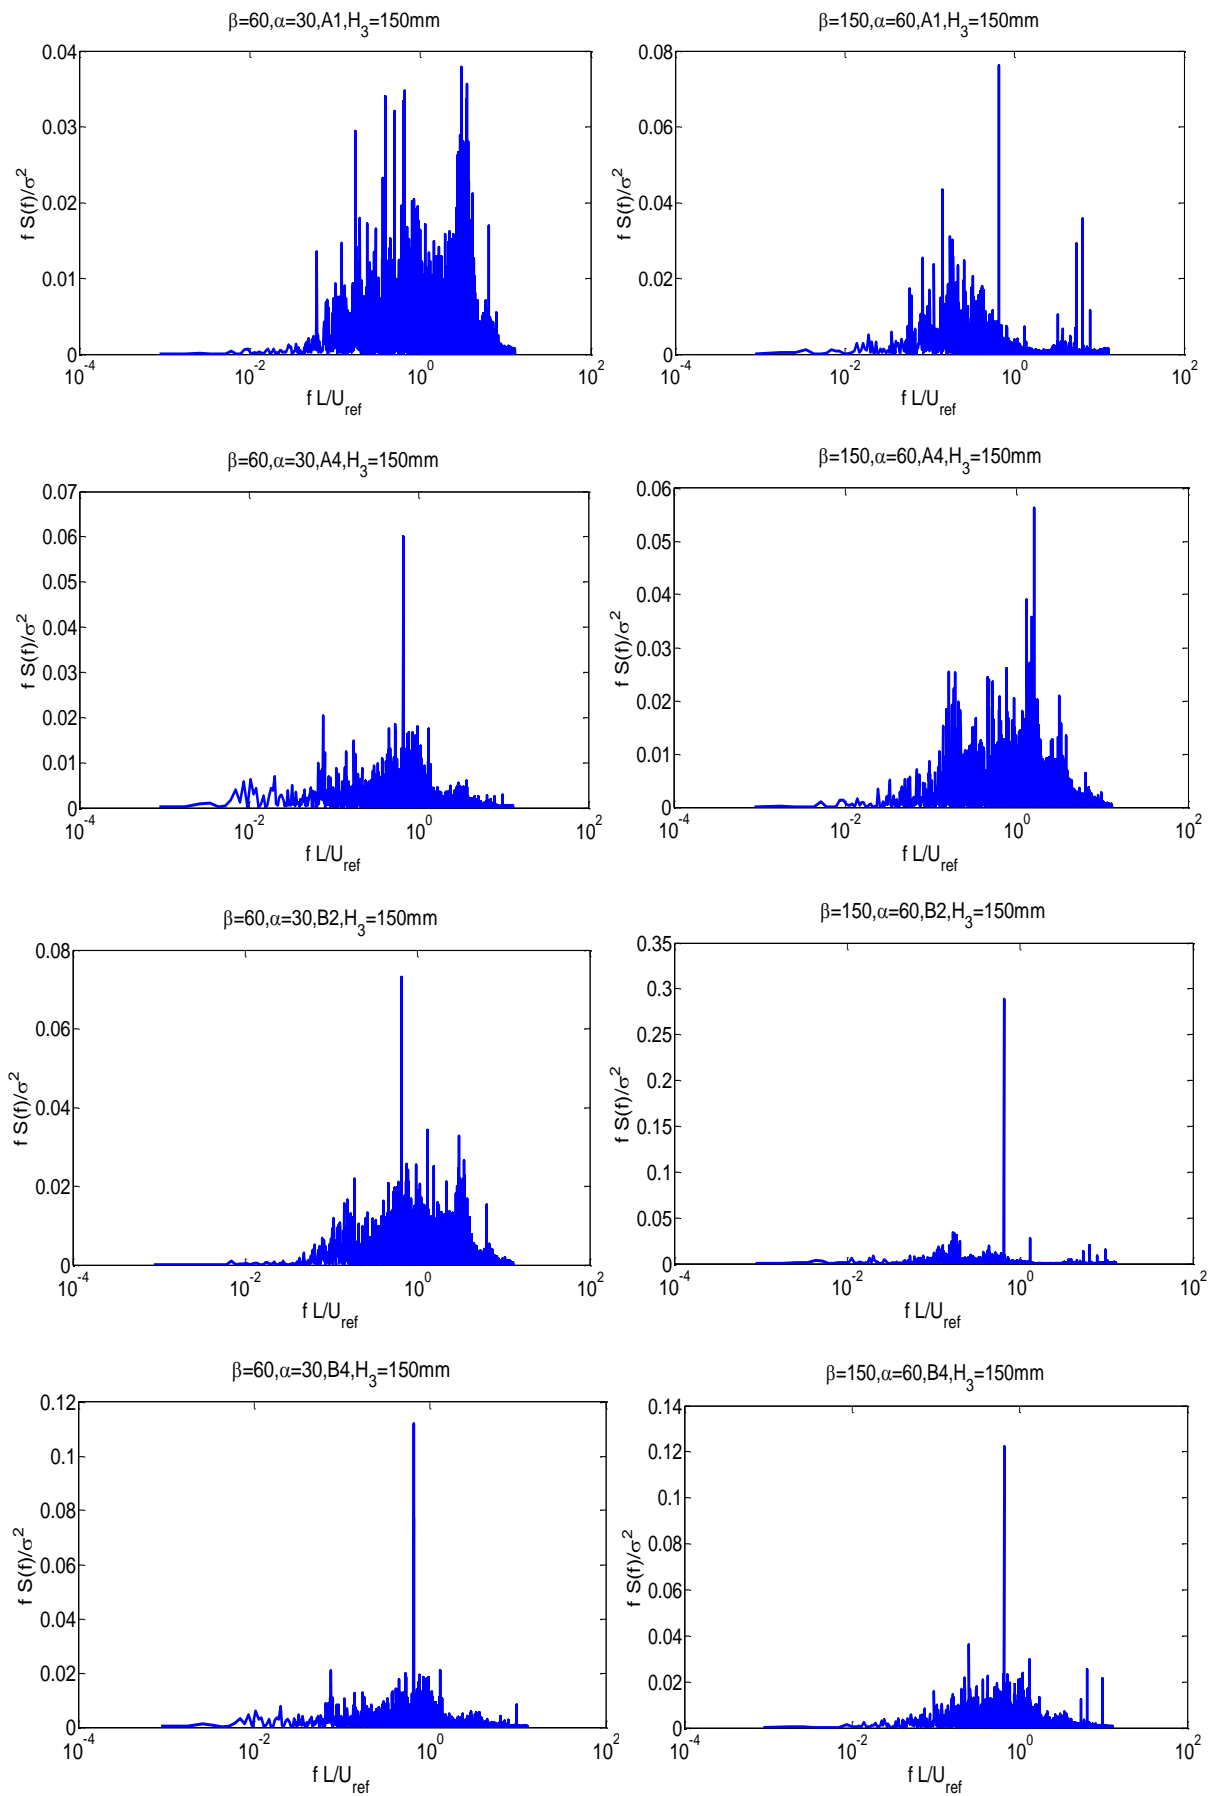 β=60,α=30,A1,H₃=150mm
0.04
0.03
0.02
0.01
0
f S(f)/σ²
10⁻⁴ 10⁻² 10⁰ 10²
f L/U_ref
β=150,α=60,A1,H₃=150mm
0.08
0.06
0.04
0.02
0
f S(f)/σ²
10⁻⁴ 10⁻² 10⁰ 10²
f L/U_ref
β=60,α=30,A4,H₃=150mm
0.07
0.06
0.05
0.04
0.03
0.02
0.01
0
f S(f)/σ²
10⁻⁴ 10⁻² 10⁰ 10²
f L/U_ref
β=150,α=60,A4,H₃=150mm
0.06
0.05
0.04
0.03
0.02
0.01
0
f S(f)/σ²
10⁻⁴ 10⁻² 10⁰ 10²
f L/U_ref
β=60,α=30,B2,H₃=150mm
0.08
0.06
0.04
0.02
0
f S(f)/σ²
10⁻⁴ 10⁻² 10⁰ 10²
f L/U_ref
β=150,α=60,B2,H₃=150mm
0.35
0.3
0.25
0.2
0.15
0.1
0.05
0
f S(f)/σ²
10⁻⁴ 10⁻² 10⁰ 10²
f L/U_ref
β=60,α=30,B4,H₃=150mm
0.12
0.1
0.08
0.06
0.04
0.02
0
f S(f)/σ²
10⁻⁴ 10⁻² 10⁰ 10²
f L/U_ref
β=150,α=60,B4,H₃=150mm
0.14
0.12
0.1
0.08
0.06
0.04
0.02
0
f S(f)/σ²
10⁻⁴ 10⁻² 10⁰ 10²
f L/U_ref